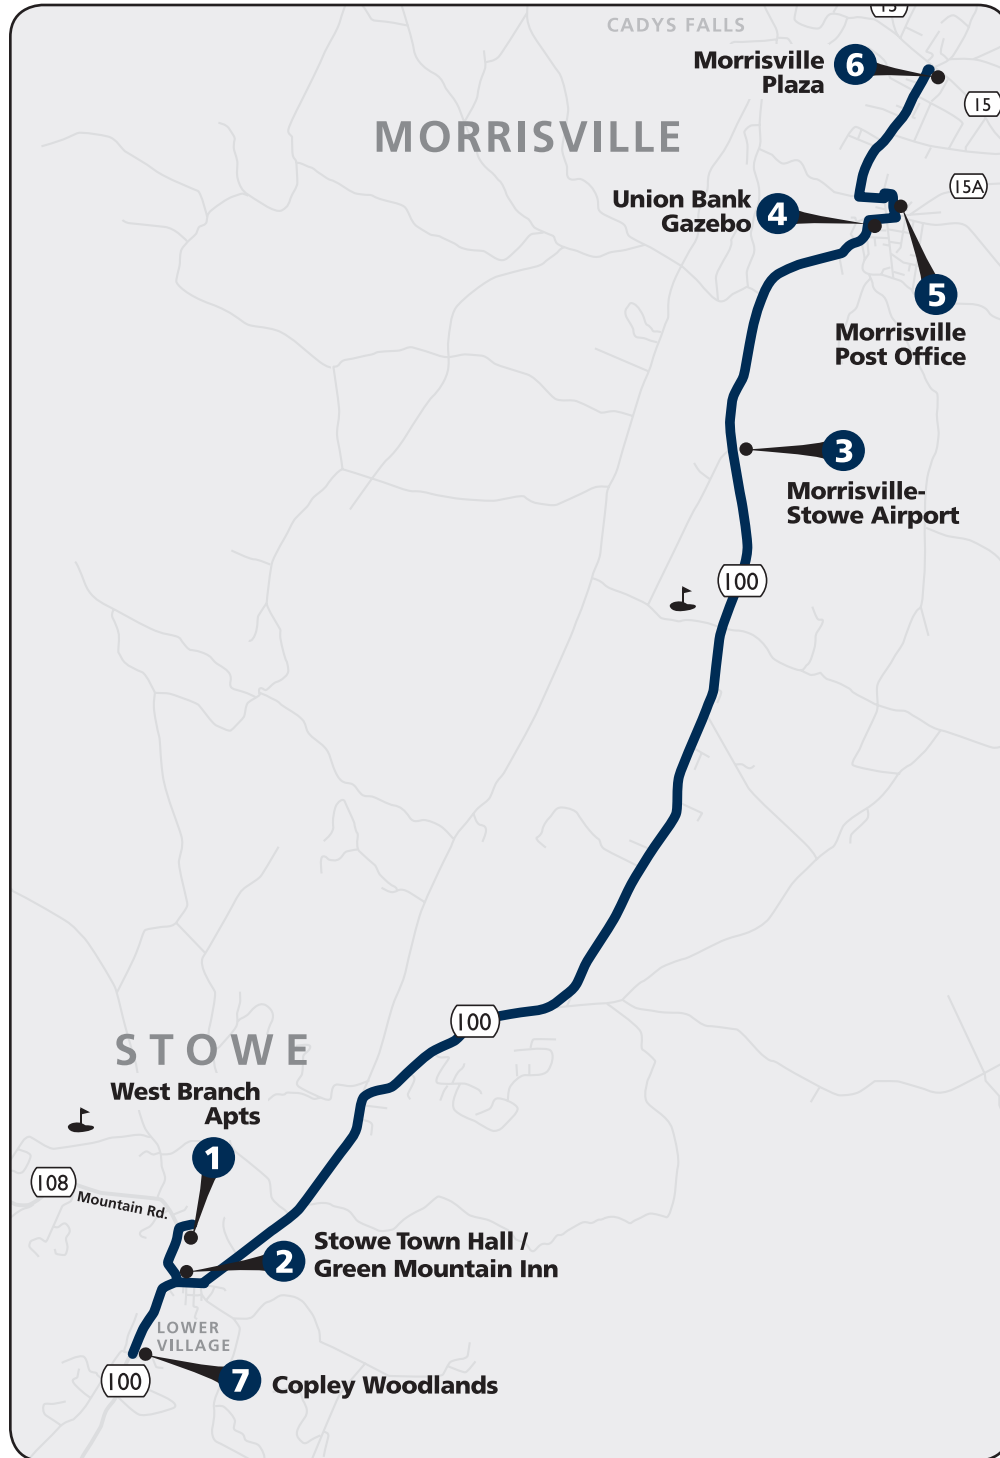 15
CADYS FALLS
Morrisville
Plaza
6
15
MORRISVILLE
15A
Union Bank
Gazebo
4
5
Morrisville
Post Office
3
Morrisville-
Stowe Airport
100
100
STOWE
West Branch
Apts
1
108
Mountain Rd.
2
Stowe Town Hall /
Green Mountain Inn
LOWER
VILLAGE
100
7
Copley Woodlands